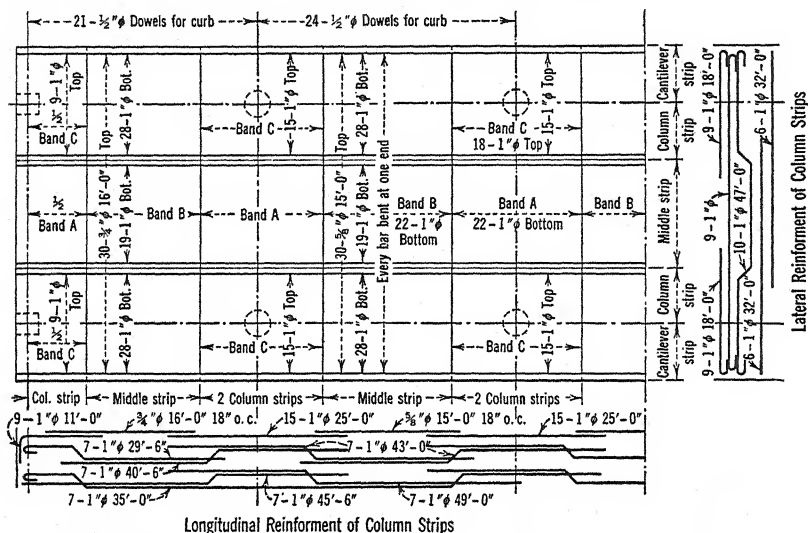 21-½"φ Dowels for curb
24-½"φ Dowels for curb
½ 9-1"φ
Top
Band C
Top
28-1"φ Bot.
15-1"φ Top
Band C
Top
28-1"φ Bot.
15-1"φ Top
Band C
18-1"φ Top
½
Band A
30-¾"φ 16'-0"
19-1"φ Bot.
Band B
Band A
30-⅝"φ 15'-0"
19-1"φ Bot.
Every bar bent at one end
Band B
22-1"φ
Bottom
Band A
22-1"φ Bottom
Band B
½ 9-1"φ
Top
Band C
Top
28-1"φ Bot.
15-1"φ Top
Band C
Top
28-1"φ Bot.
15-1"φ Top
Band C
Cantilever
strip
Column
strip
Middle strip
Column
strip
Cantilever
strip
9-1"φ 18'-0"
6-1"φ 32'-0"
9-1"φ
10-1"φ 47'-0"
9-1"φ 18'-0"
6-1"φ 32'-0"
Lateral Reinforment of Column Strips
Col. strip
Middle strip
2 Column strips
Middle strip
2 Column strips
9-1"φ 11'-0"
¾"φ 16'-0" 18" o.c.
15-1"φ 25'-0"
⅝"φ 15'-0" 18" o.c.
15-1"φ 25'-0"
7-1"φ 29'-6"
7-1"φ 43'-0"
7-1"φ 40'-6"
7-1"φ 35'-0"
7-1"φ 45'-6"
7-1"φ 49'-0"
Longitudinal Reinforment of Column Strips